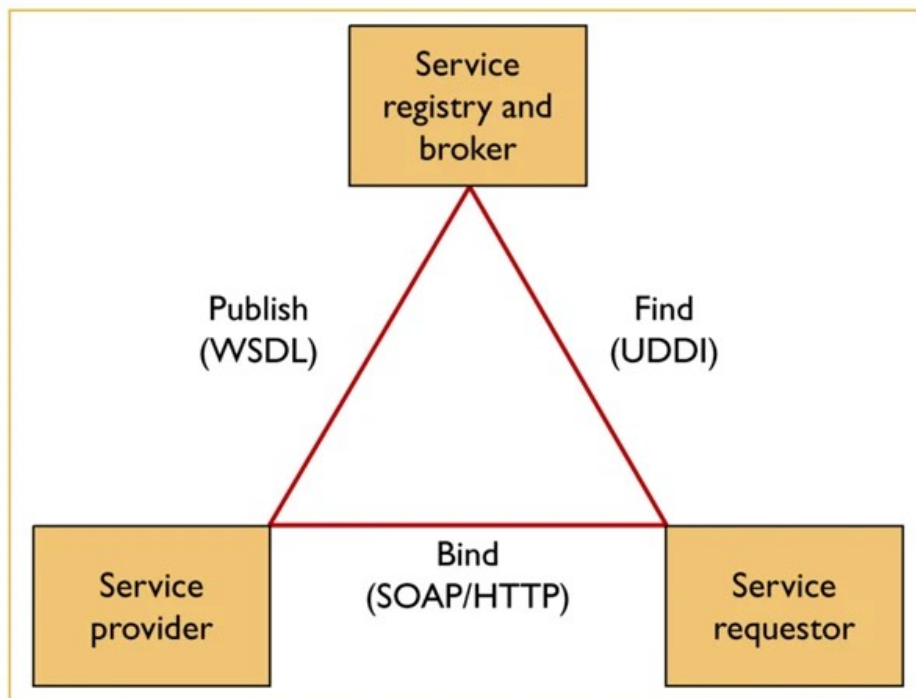 Service
registry and
broker
Publish
(WSDL)
Find
(UDDI)
Service
provider
Bind
(SOAP/HTTP)
Service
requestor